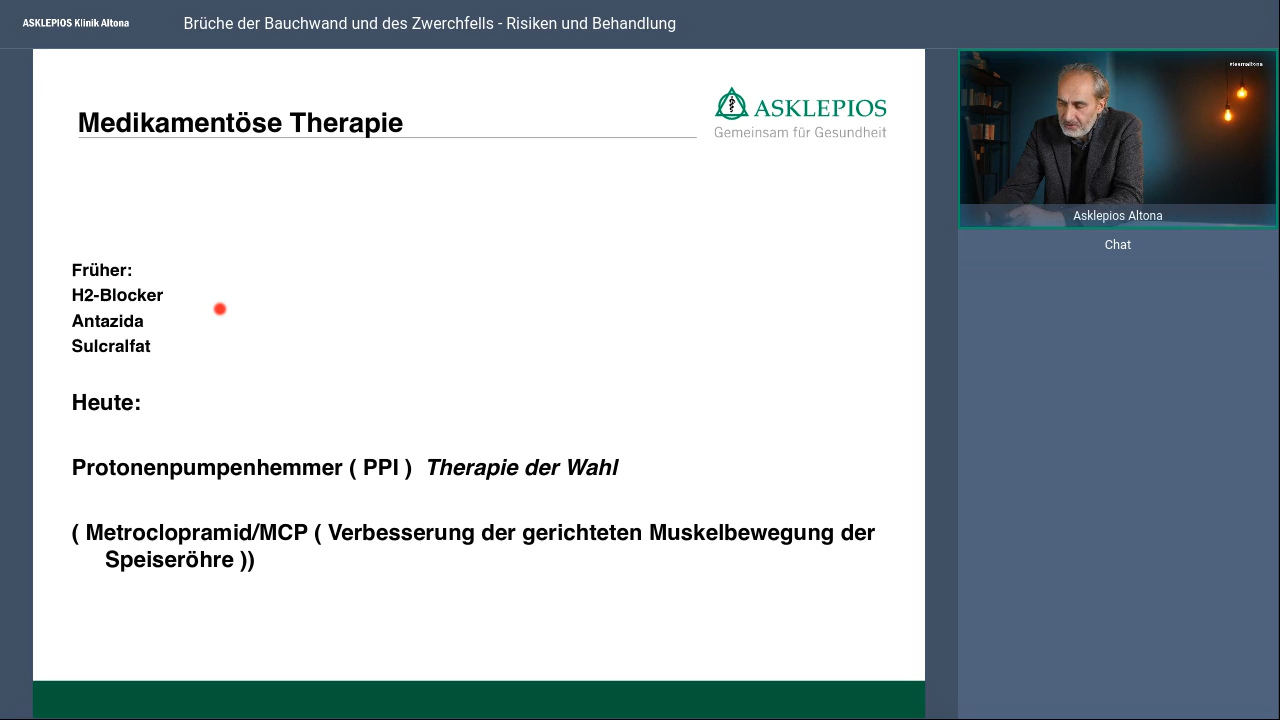 ASKLEPIOS Klinik Altona
Brüche der Bauchwand und des Zwerchfells - Risiken und Behandlung
Medikamentöse Therapie
ASKLEPIOS
Gemeinsam für Gesundheit
#teamaltona
Asklepios Altona
Chat
Früher:
H2-Blocker
Antazida
Sulcralfat
Heute:
Protonenpumpenhemmer ( PPI ) Therapie der Wahl
( Metroclopramid/MCP ( Verbesserung der gerichteten Muskelbewegung der
Speiseröhre ))